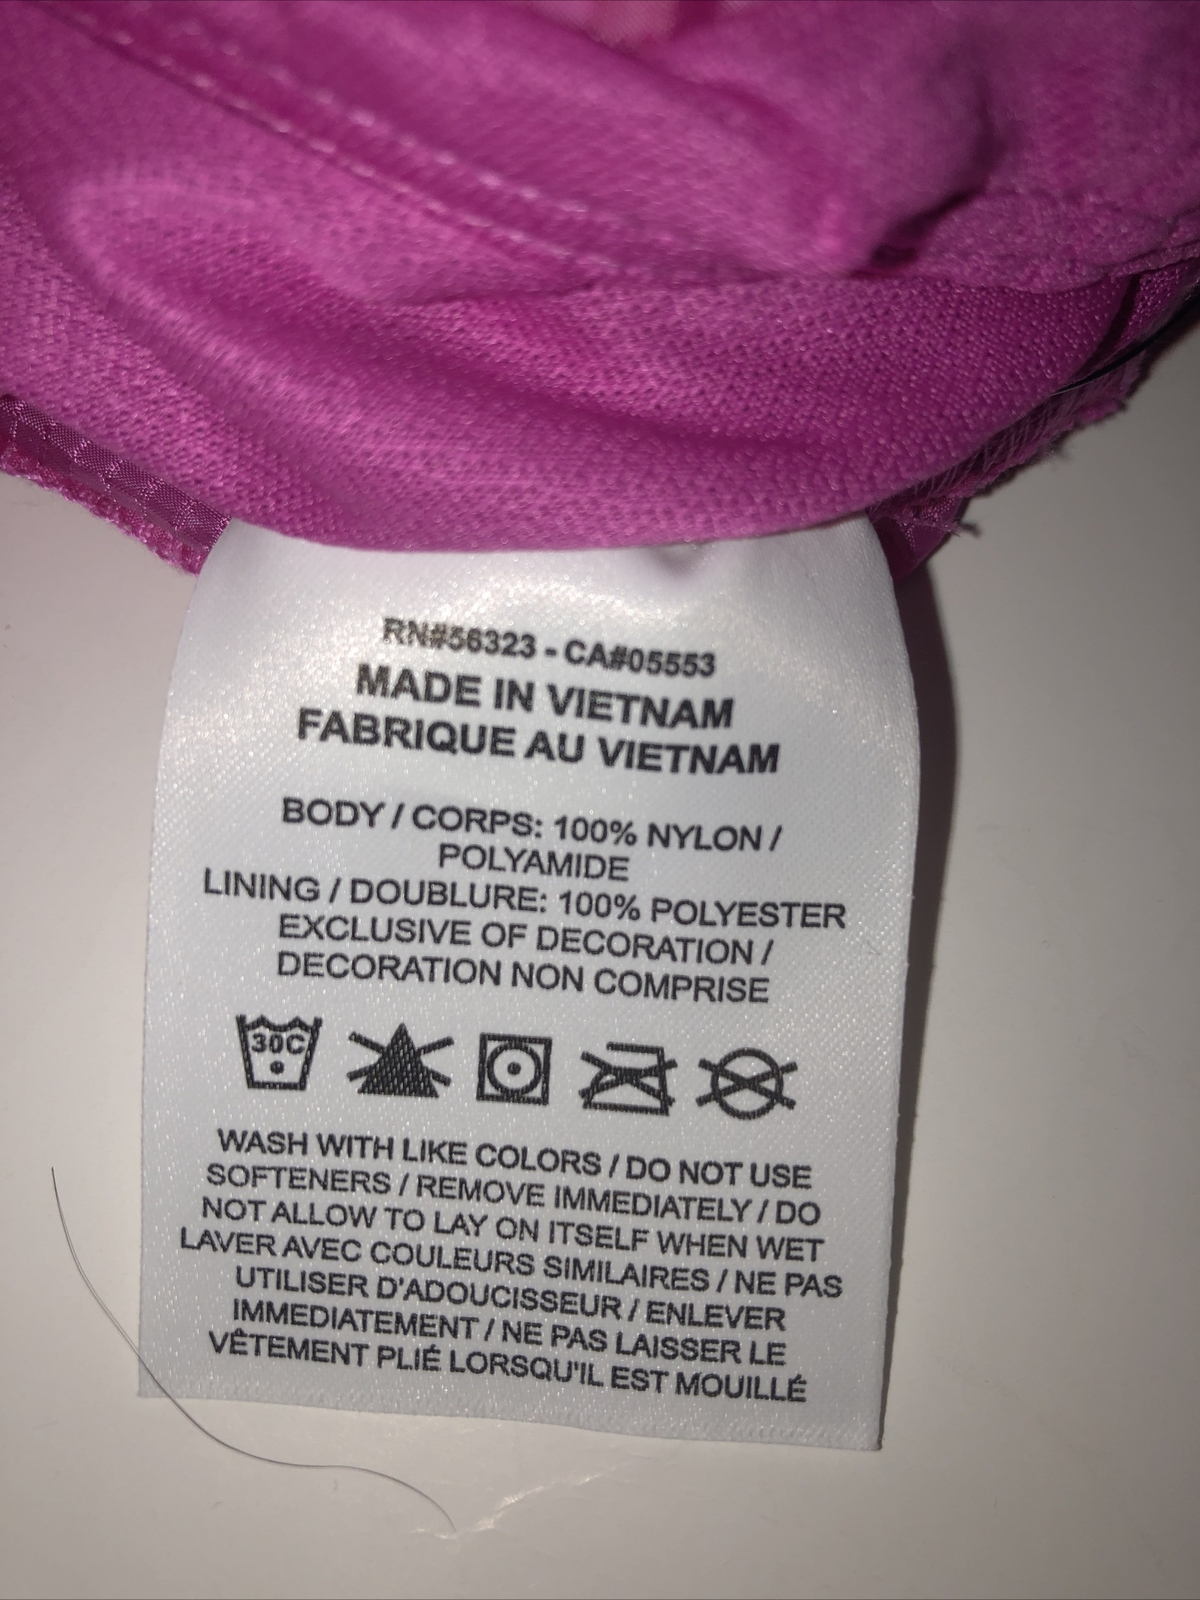 RN#56323 - CA#05553
MADE IN VIETNAM
FABRIQUE AU VIETNAM
BODY / CORPS: 100% NYLON /
POLYAMIDE
LINING / DOUBLURE: 100% POLYESTER
EXCLUSIVE OF DECORATION /
DECORATION NON COMPRISE
30C
WASH WITH LIKE COLORS / DO NOT USE
SOFTENERS / REMOVE IMMEDIATELY / DO
NOT ALLOW TO LAY ON ITSELF WHEN WET
LAVER AVEC COULEURS SIMILAIRES / NE PAS
UTILISER D'ADOUCISSEUR / ENLEVER
IMMEDIATEMENT / NE PAS LAISSER LE
VÊTEMENT PLIÉ LORSQU'IL EST MOUILLÉ